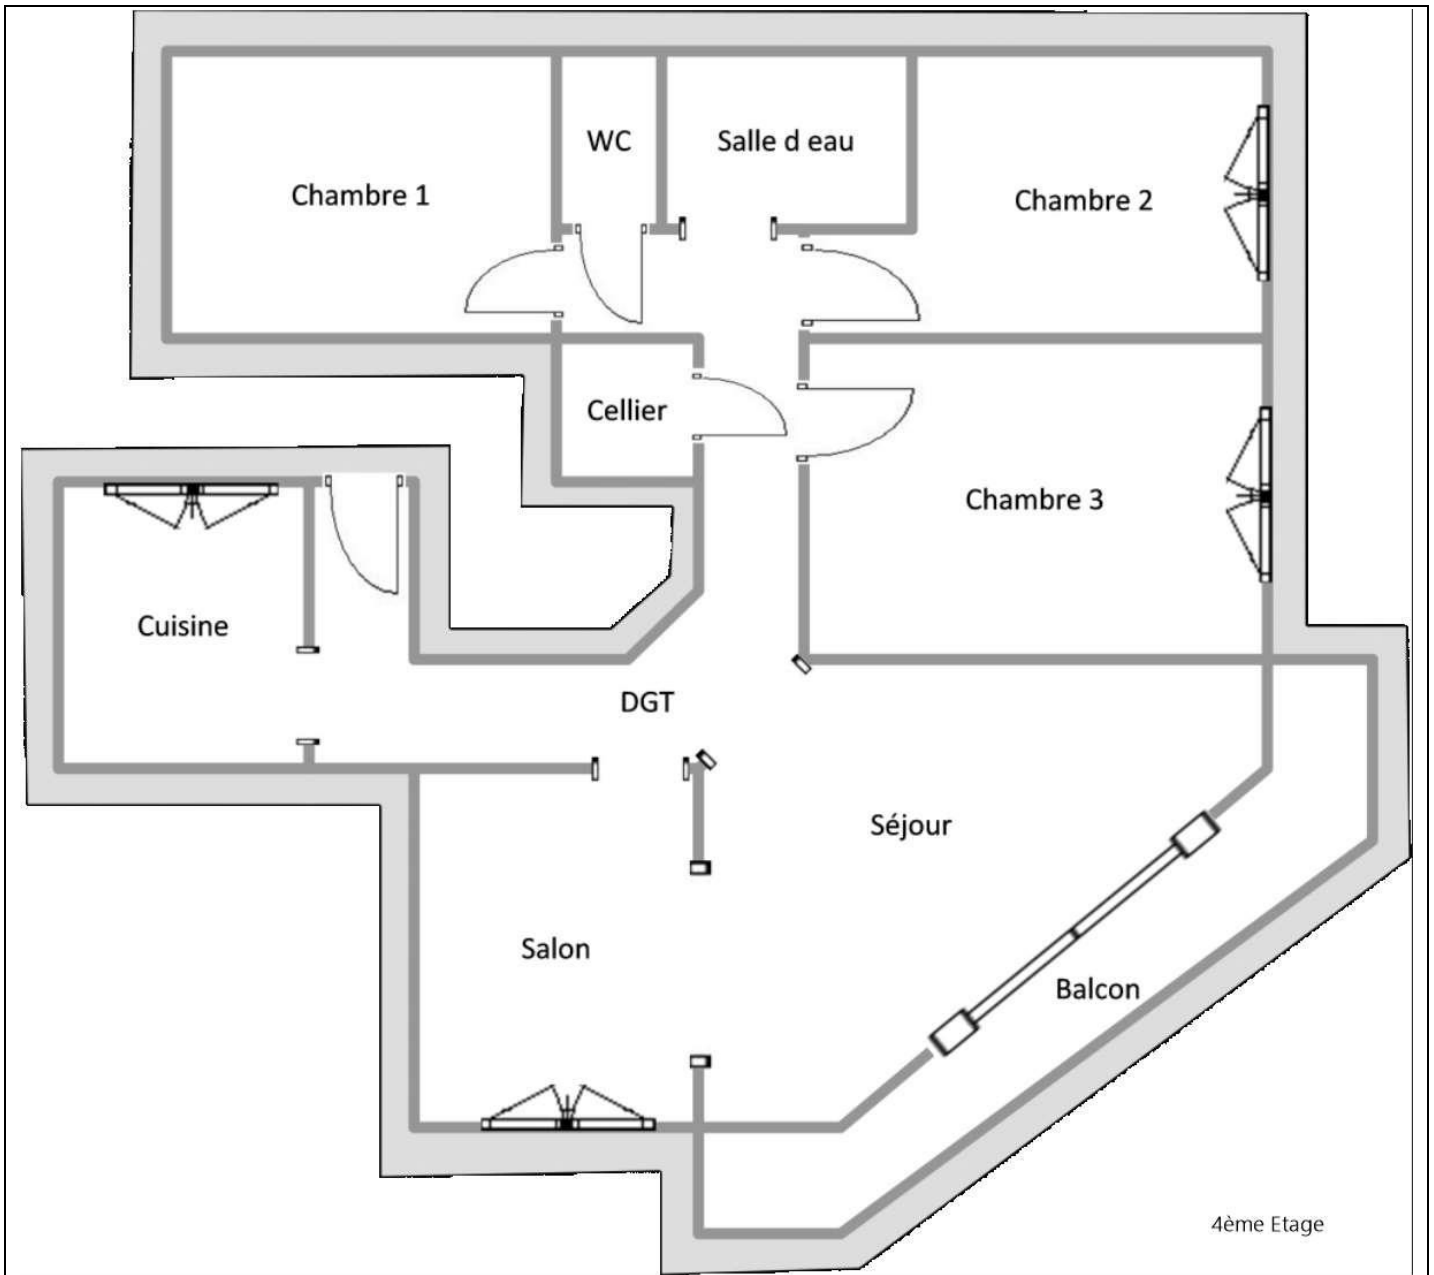 WC
Salle d eau
Chambre 1
Chambre 2
Cellier
Chambre 3
Cuisine
DGT
Séjour
Salon
Balcon
4ème Etage